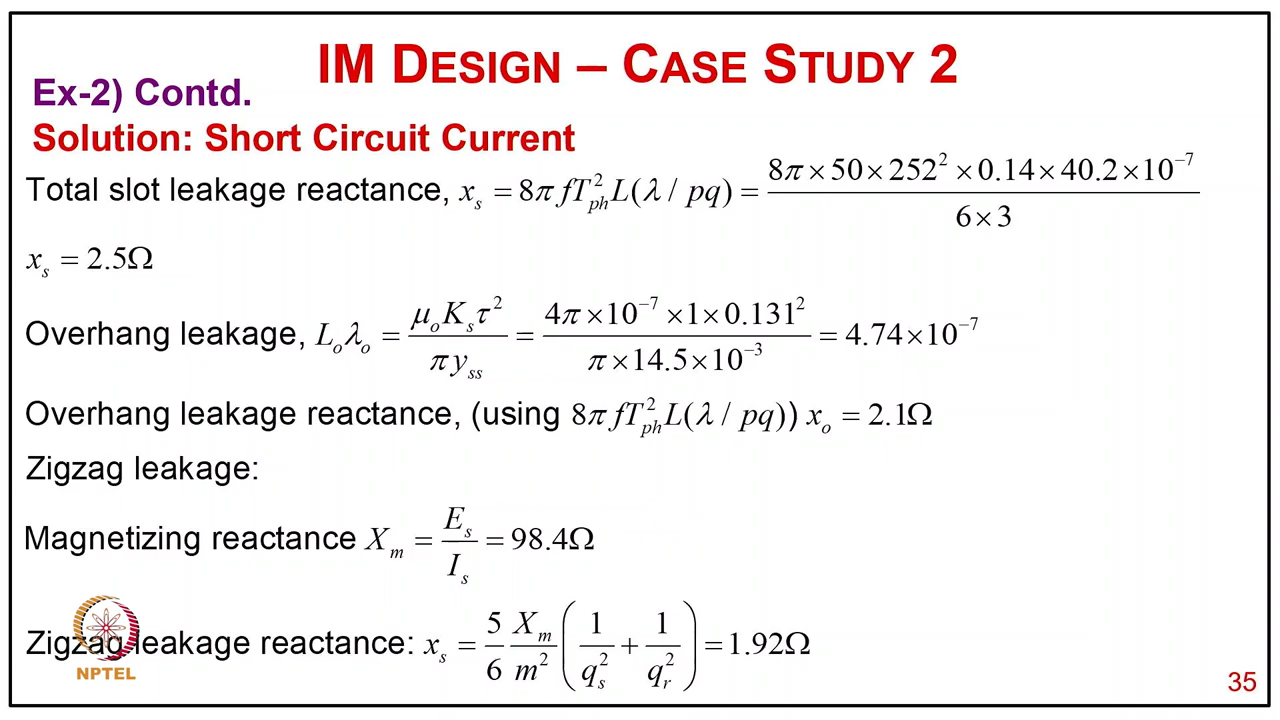 IM DESIGN – CASE STUDY 2
Ex-2) Contd.
Solution: Short Circuit Current
Total slot leakage reactance, x_s = 8π f T_ph^2 L(λ / pq) = (8π × 50 × 252^2 × 0.14 × 40.2 × 10^−7) / (6 × 3)
x_s = 2.5Ω
Overhang leakage, L_o λ_o = (μ_o K_s τ^2) / (π y_ss) = (4π × 10^−7 × 1 × 0.131^2) / (π × 14.5 × 10^−3) = 4.74 × 10^−7
Overhang leakage reactance, (using 8π f T_ph^2 L(λ / pq)) x_o = 2.1Ω
Zigzag leakage:
Magnetizing reactance X_m = E_s / I_s = 98.4Ω
Zigzag leakage reactance: x_s = (5/6) (X_m / m^2) (1/q_s^2 + 1/q_r^2) = 1.92Ω
NPTEL
35